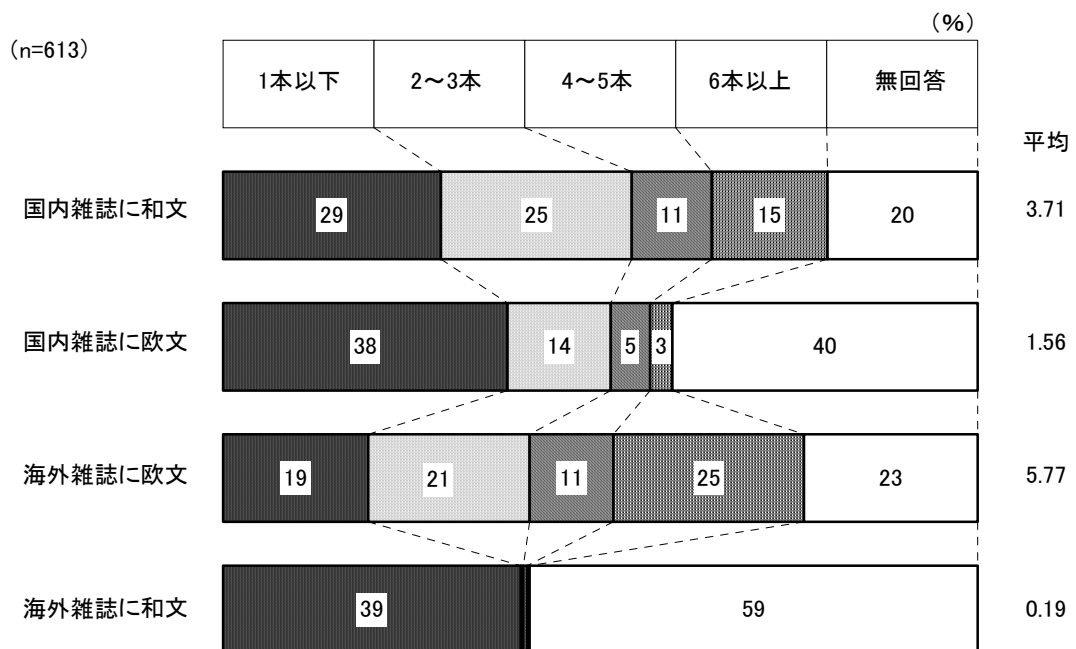 (%)
(n=613)
1本以下 2～3本 4～5本 6本以上 無回答
平均
国内雑誌に和文 29 25 11 15 20 3.71
国内雑誌に欧文 38 14 5 3 40 1.56
海外雑誌に欧文 19 21 11 25 23 5.77
海外雑誌に和文 39 59 0.19